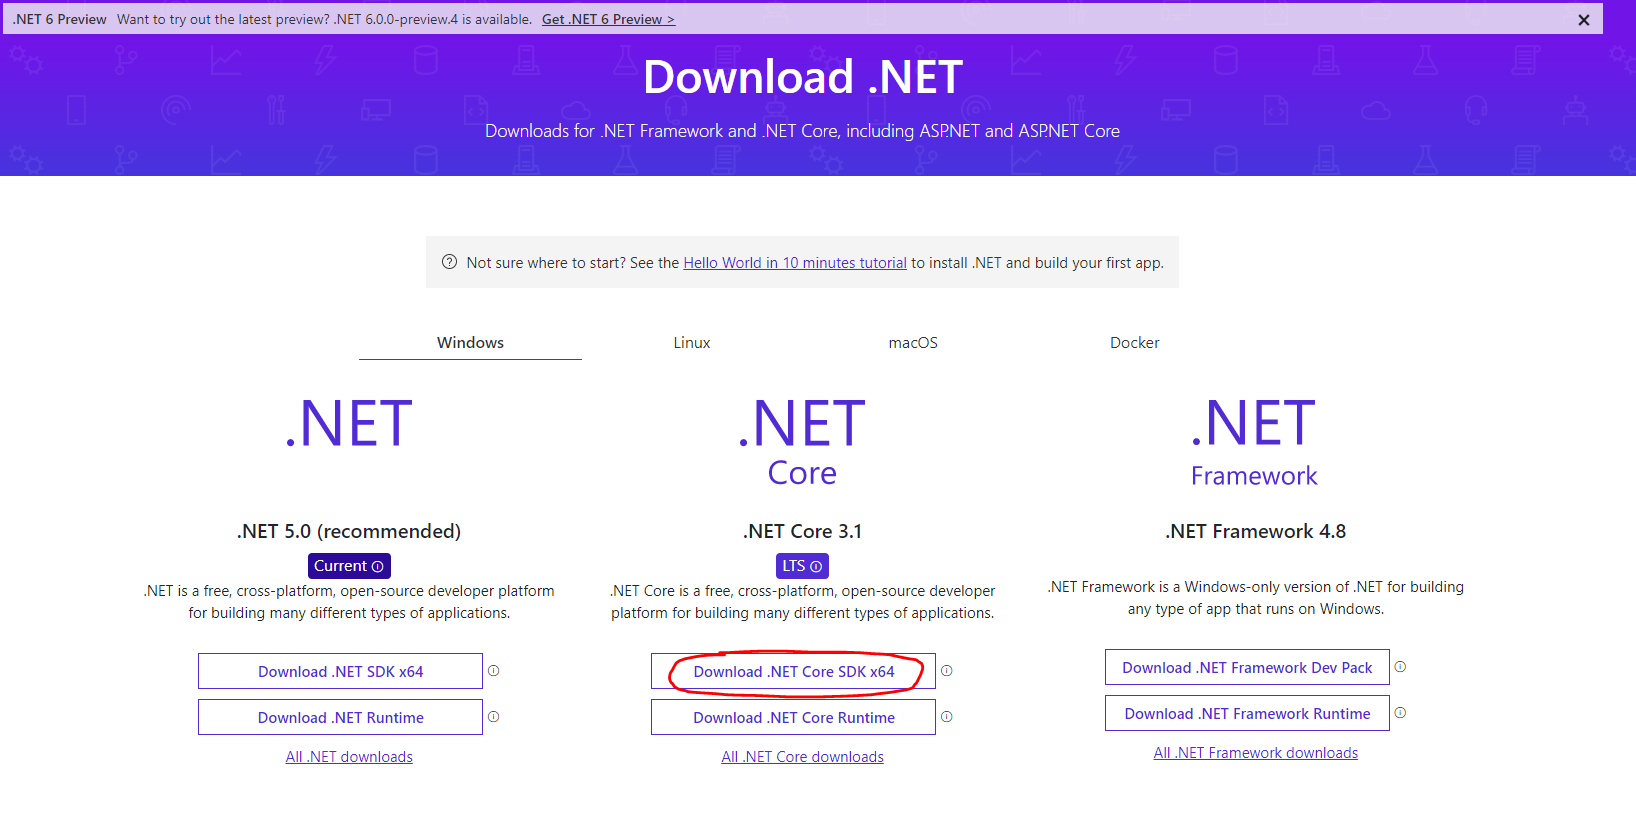 .NET 6 Preview Want to try out the latest preview? .NET 6.0.0-preview.4 is available. Get .NET 6 Preview >
Download .NET
Downloads for .NET Framework and .NET Core, including ASP.NET and ASP.NET Core
Not sure where to start? See the Hello World in 10 minutes tutorial to install .NET and build your first app.
Windows Linux macOS Docker
.NET
.NET 5.0 (recommended)
Current
.NET is a free, cross-platform, open-source developer platform
for building many different types of applications.
Download .NET SDK x64
Download .NET Runtime
All .NET downloads
.NET
Core
.NET Core 3.1
LTS
.NET Core is a free, cross-platform, open-source developer
platform for building many different types of applications.
Download .NET Core SDK x64
Download .NET Core Runtime
All .NET Core downloads
.NET
Framework
.NET Framework 4.8
.NET Framework is a Windows-only version of .NET for building
any type of app that runs on Windows.
Download .NET Framework Dev Pack
Download .NET Framework Runtime
All .NET Framework downloads